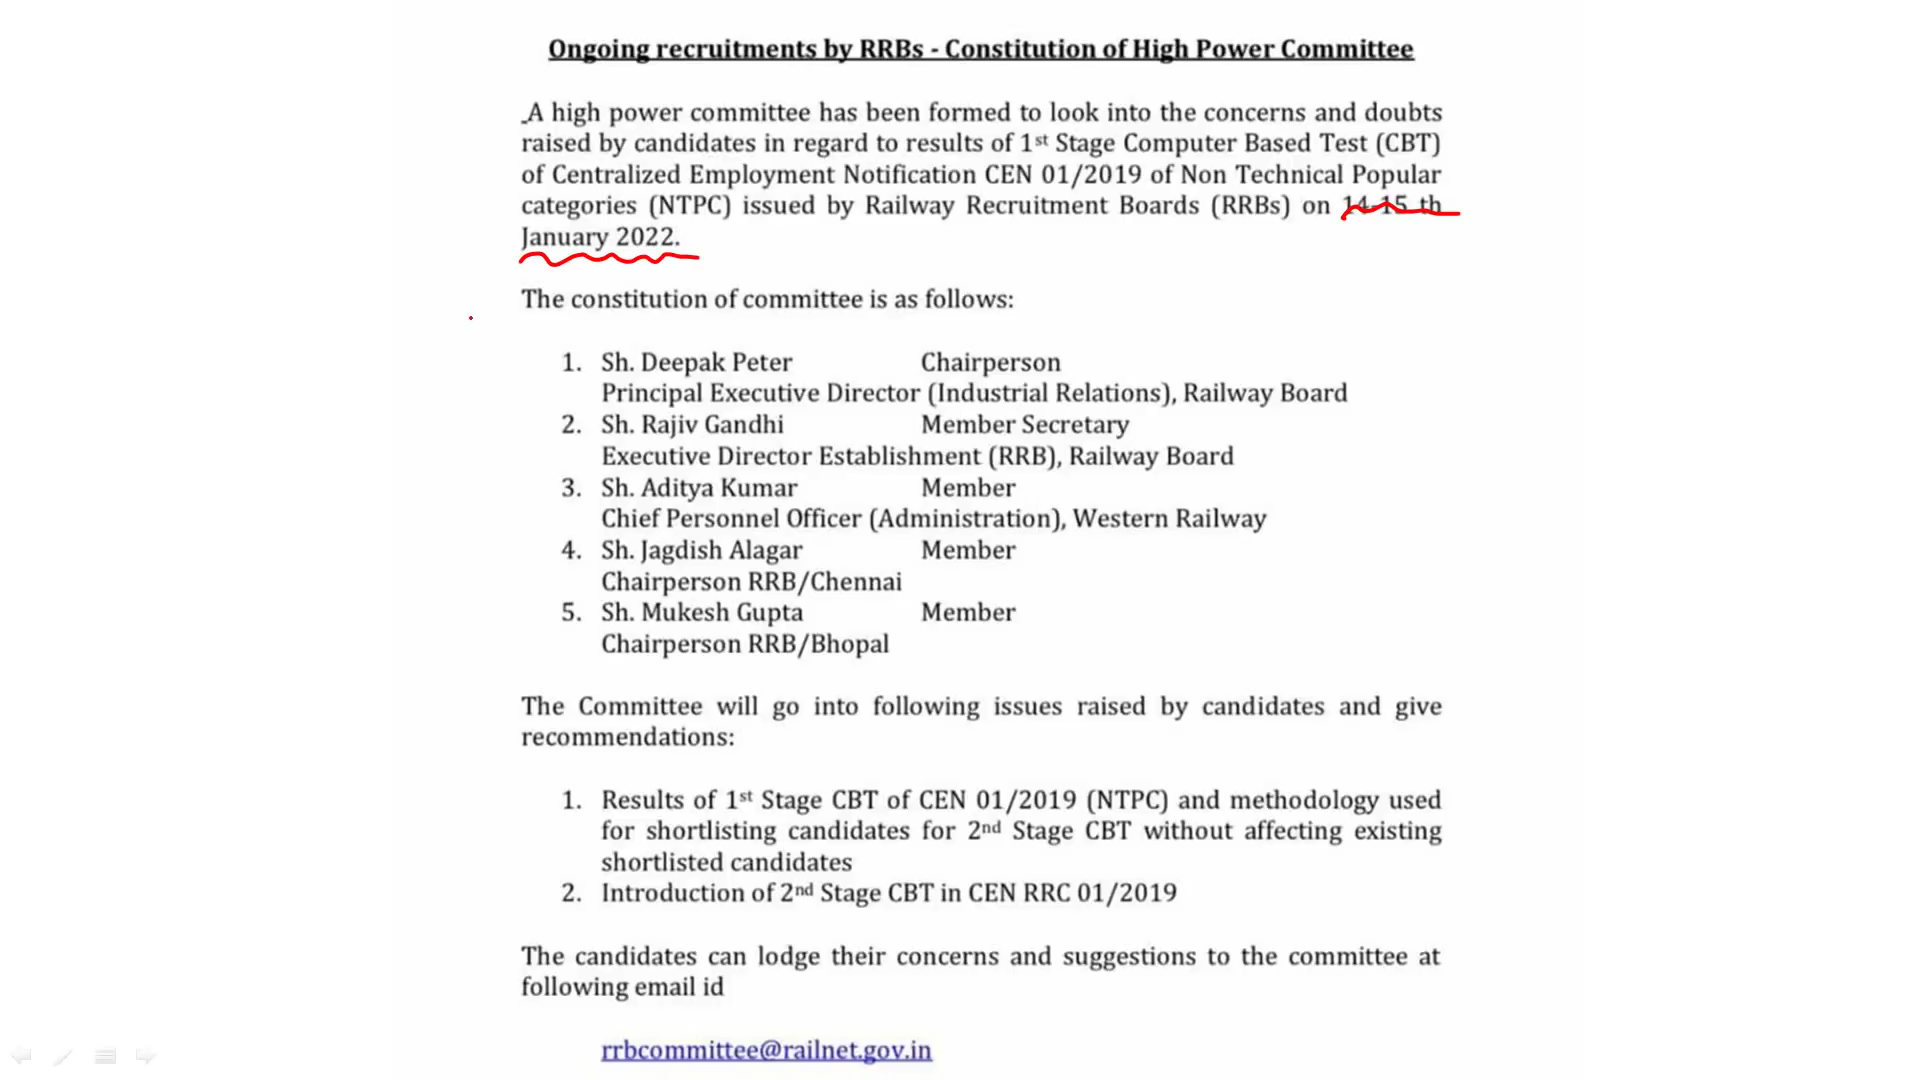 Ongoing recruitments by RRBs - Constitution of High Power Committee
A high power committee has been formed to look into the concerns and doubts
raised by candidates in regard to results of 1st Stage Computer Based Test (CBT)
of Centralized Employment Notification CEN 01/2019 of Non Technical Popular
categories (NTPC) issued by Railway Recruitment Boards (RRBs) on 14-15 th
January 2022.
The constitution of committee is as follows:
1. Sh. Deepak Peter Chairperson
Principal Executive Director (Industrial Relations), Railway Board
2. Sh. Rajiv Gandhi Member Secretary
Executive Director Establishment (RRB), Railway Board
3. Sh. Aditya Kumar Member
Chief Personnel Officer (Administration), Western Railway
4. Sh. Jagdish Alagar Member
Chairperson RRB/Chennai
5. Sh. Mukesh Gupta Member
Chairperson RRB/Bhopal
The Committee will go into following issues raised by candidates and give
recommendations:
1. Results of 1st Stage CBT of CEN 01/2019 (NTPC) and methodology used
for shortlisting candidates for 2nd Stage CBT without affecting existing
shortlisted candidates
2. Introduction of 2nd Stage CBT in CEN RRC 01/2019
The candidates can lodge their concerns and suggestions to the committee at
following email id
rrbcommittee@railnet.gov.in